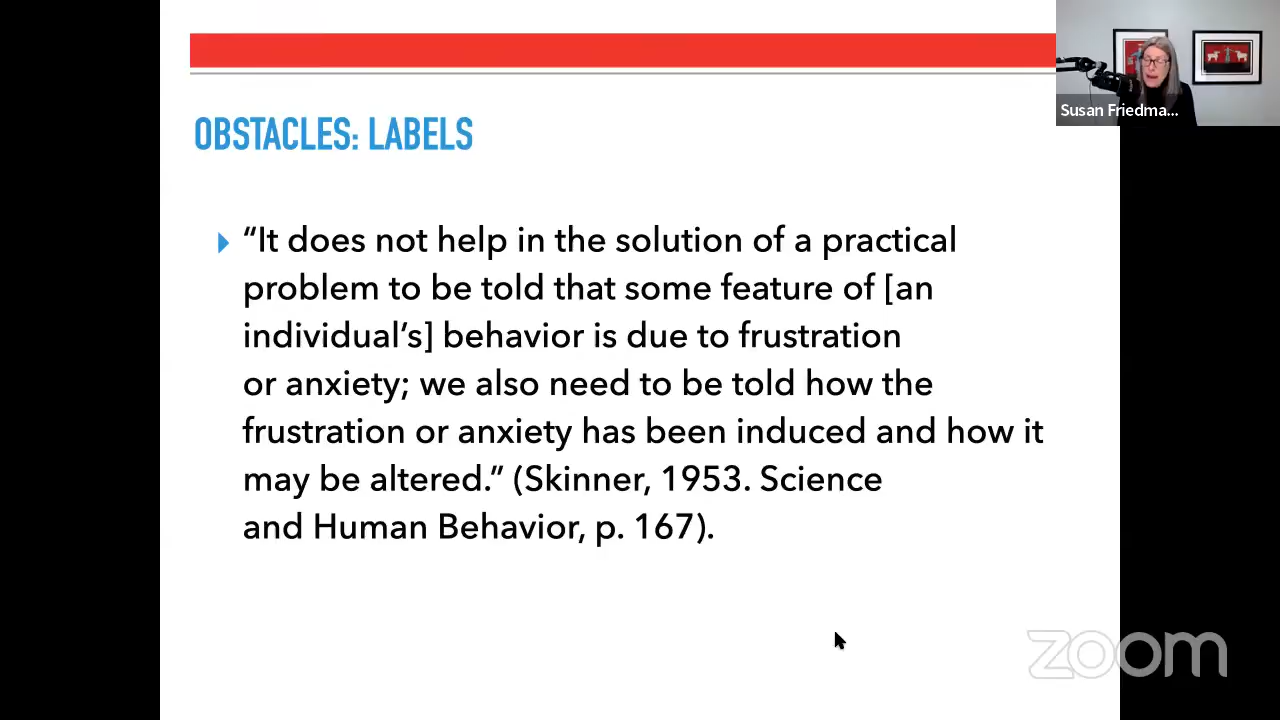 OBSTACLES: LABELS
“It does not help in the solution of a practical
problem to be told that some feature of [an
individual’s] behavior is due to frustration
or anxiety; we also need to be told how the
frustration or anxiety has been induced and how it
may be altered.” (Skinner, 1953. Science
and Human Behavior, p. 167).
Susan Friedma...
zoom